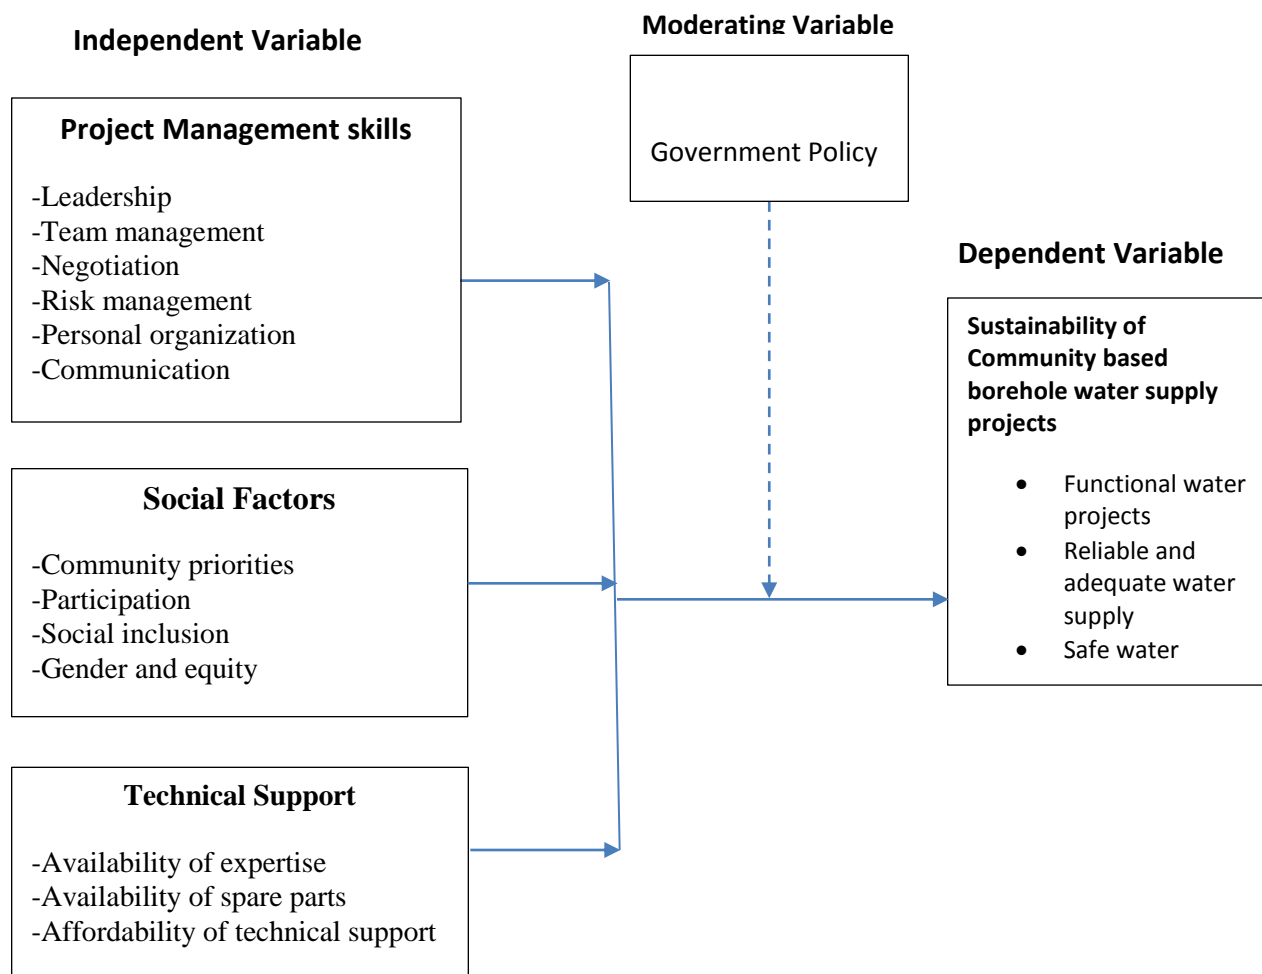 Independent Variable
Project Management skills
-Leadership
-Team management
-Negotiation
-Risk management
-Personal organization
-Communication
Social Factors
-Community priorities
-Participation
-Social inclusion
-Gender and equity
Technical Support
-Availability of expertise
-Availability of spare parts
-Affordability of technical support
Moderating Variable
Government Policy
Dependent Variable
Sustainability of
Community based
borehole water supply
projects
• Functional water
projects
• Reliable and
adequate water
supply
• Safe water